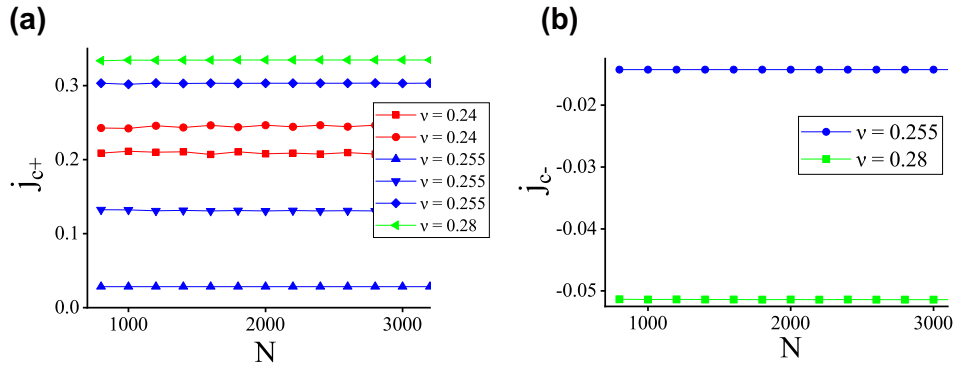 (a)
0.3
0.2
0.1
0.0
1000 2000 3000
j_c+
N
ν = 0.24
ν = 0.24
ν = 0.255
ν = 0.255
ν = 0.255
ν = 0.28
(b)
-0.02
-0.03
-0.04
-0.05
1000 2000 3000
j_c-
N
ν = 0.255
ν = 0.28